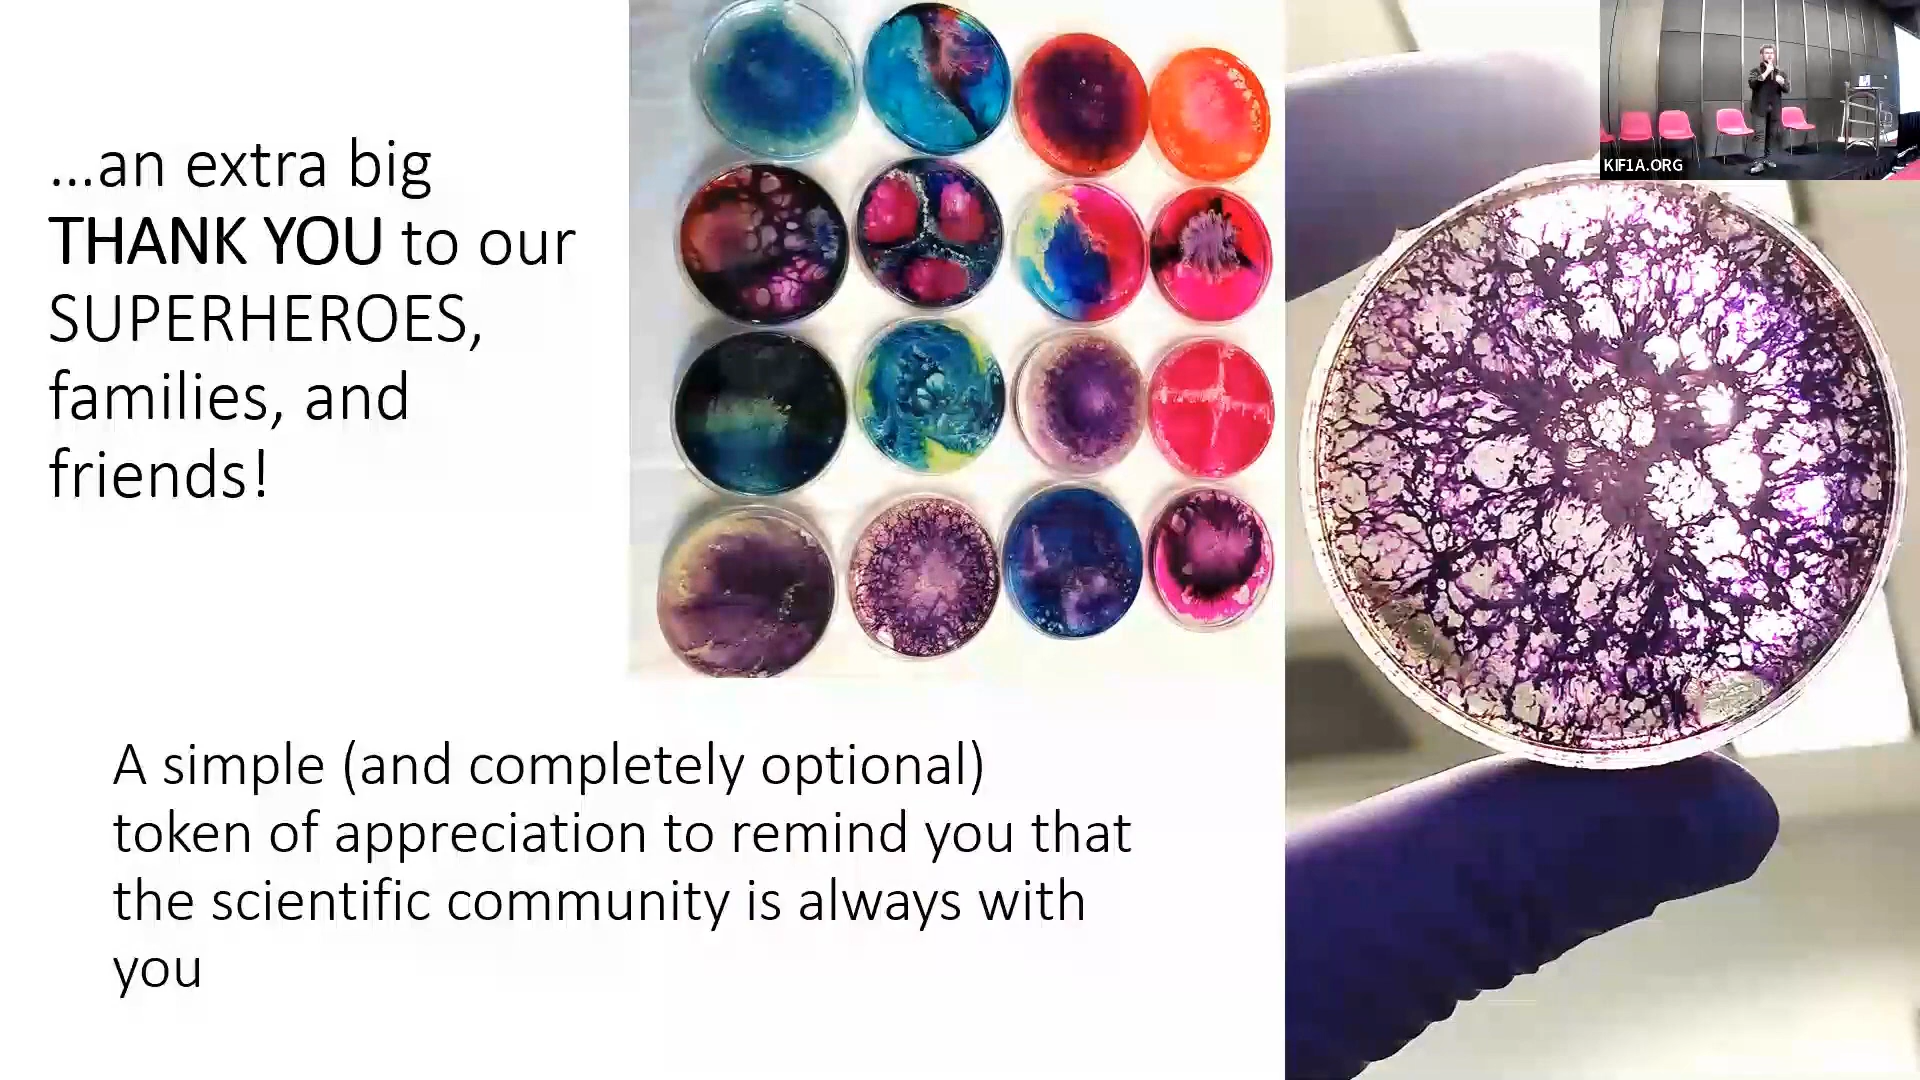 ...an extra big
THANK YOU to our
SUPERHEROES,
families, and
friends!
KIF1A.ORG
A simple (and completely optional)
token of appreciation to remind you that
the scientific community is always with
you